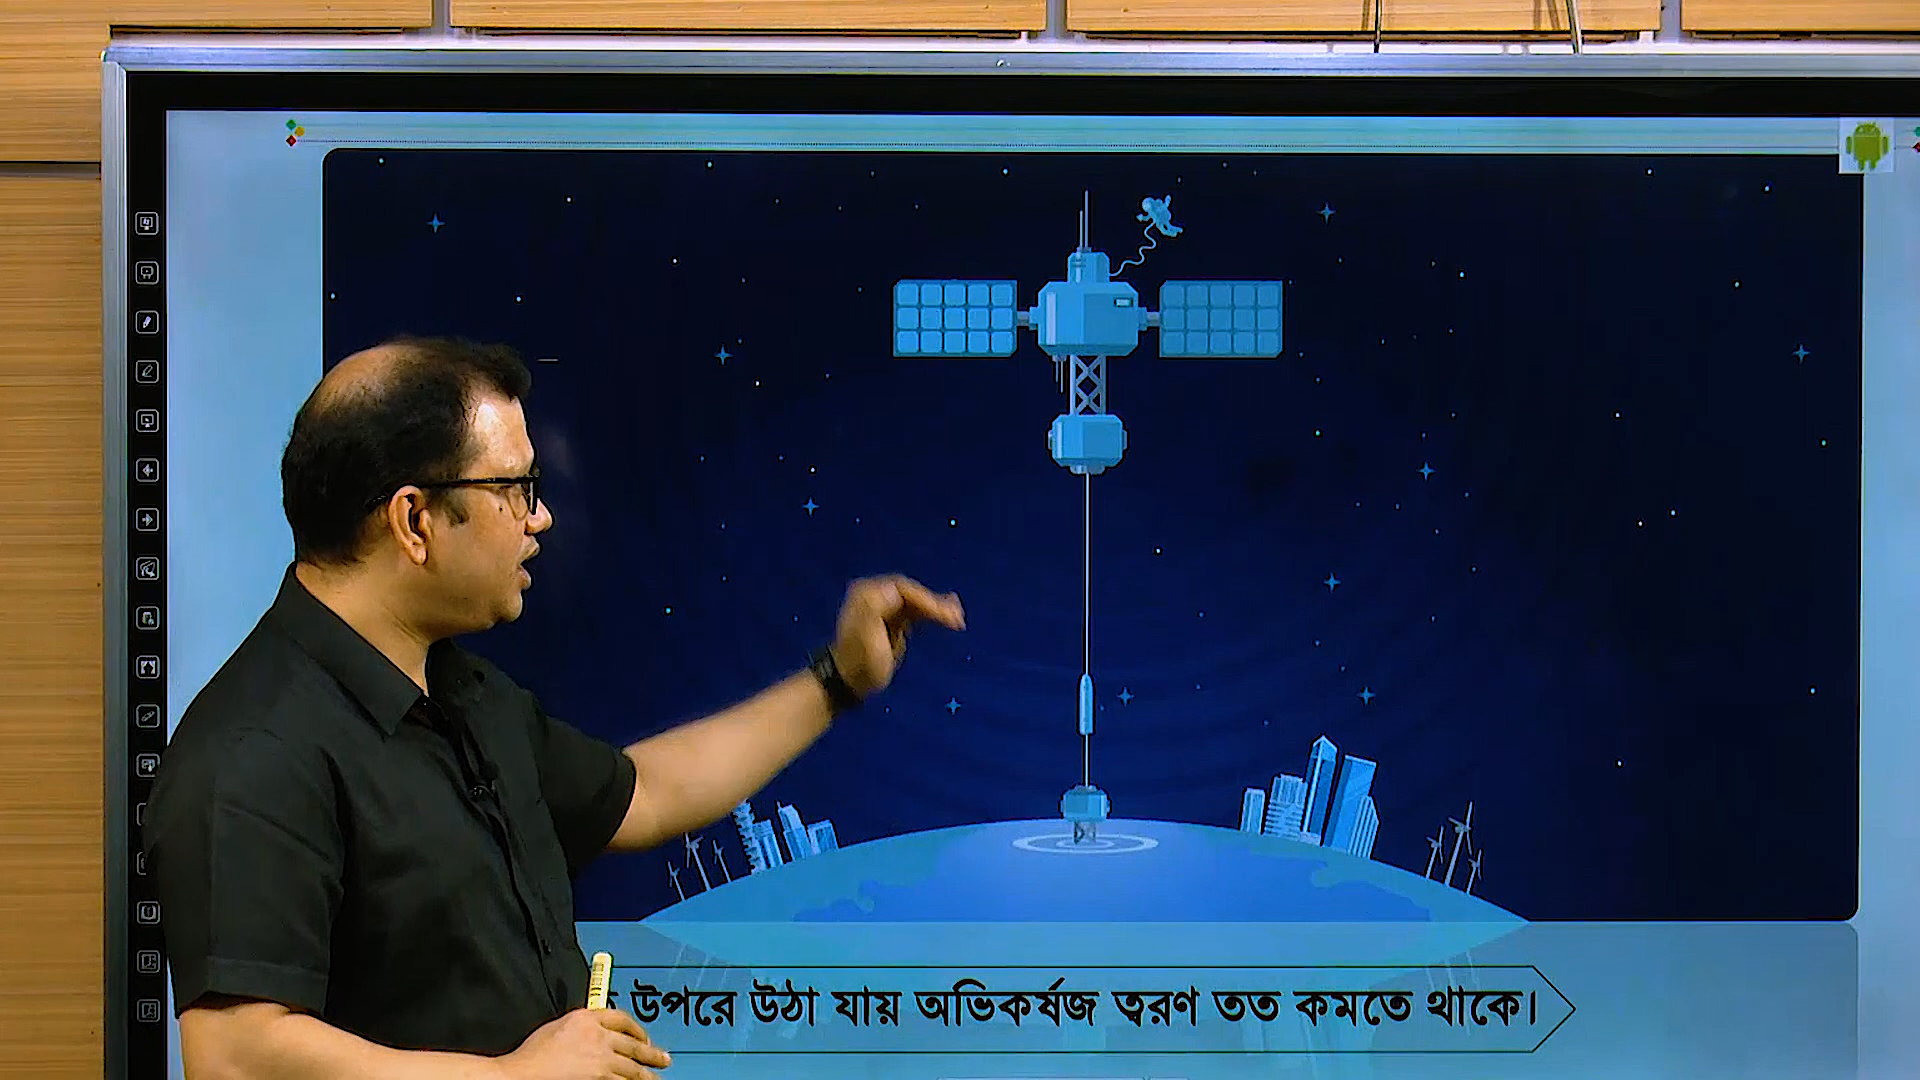 উপরে উঠা যায় অভিকর্ষজ ত্বরণ তত কমতে থাকে।